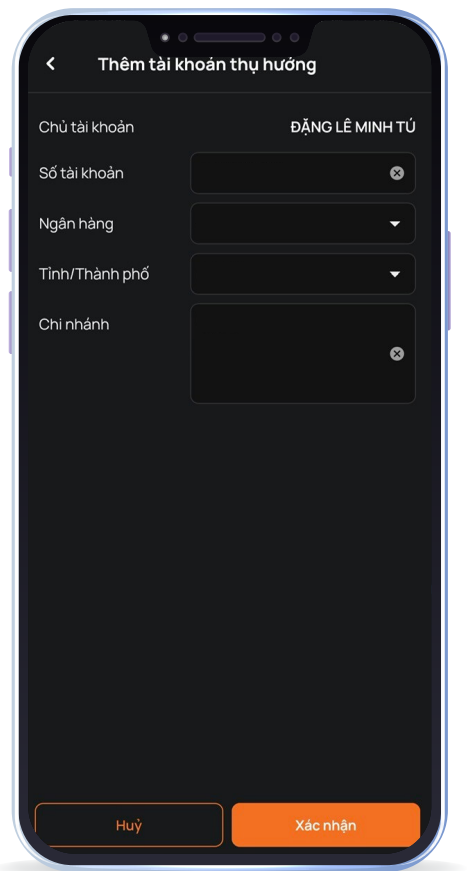 Thêm tài khoản thụ hưởng
Chủ tài khoản ĐẶNG LÊ MINH TÚ
Số tài khoản
Ngân hàng
Tỉnh/Thành phố
Chi nhánh
Huỷ Xác nhận